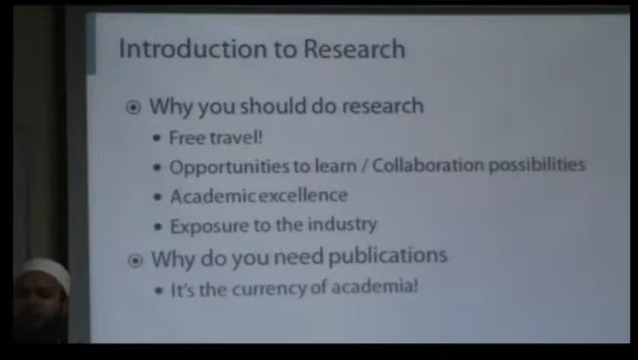 Introduction to Research
Why you should do research
Free travel!
Opportunities to learn / Collaboration possibilities
Academic excellence
Exposure to the industry
Why do you need publications
It's the currency of academia!